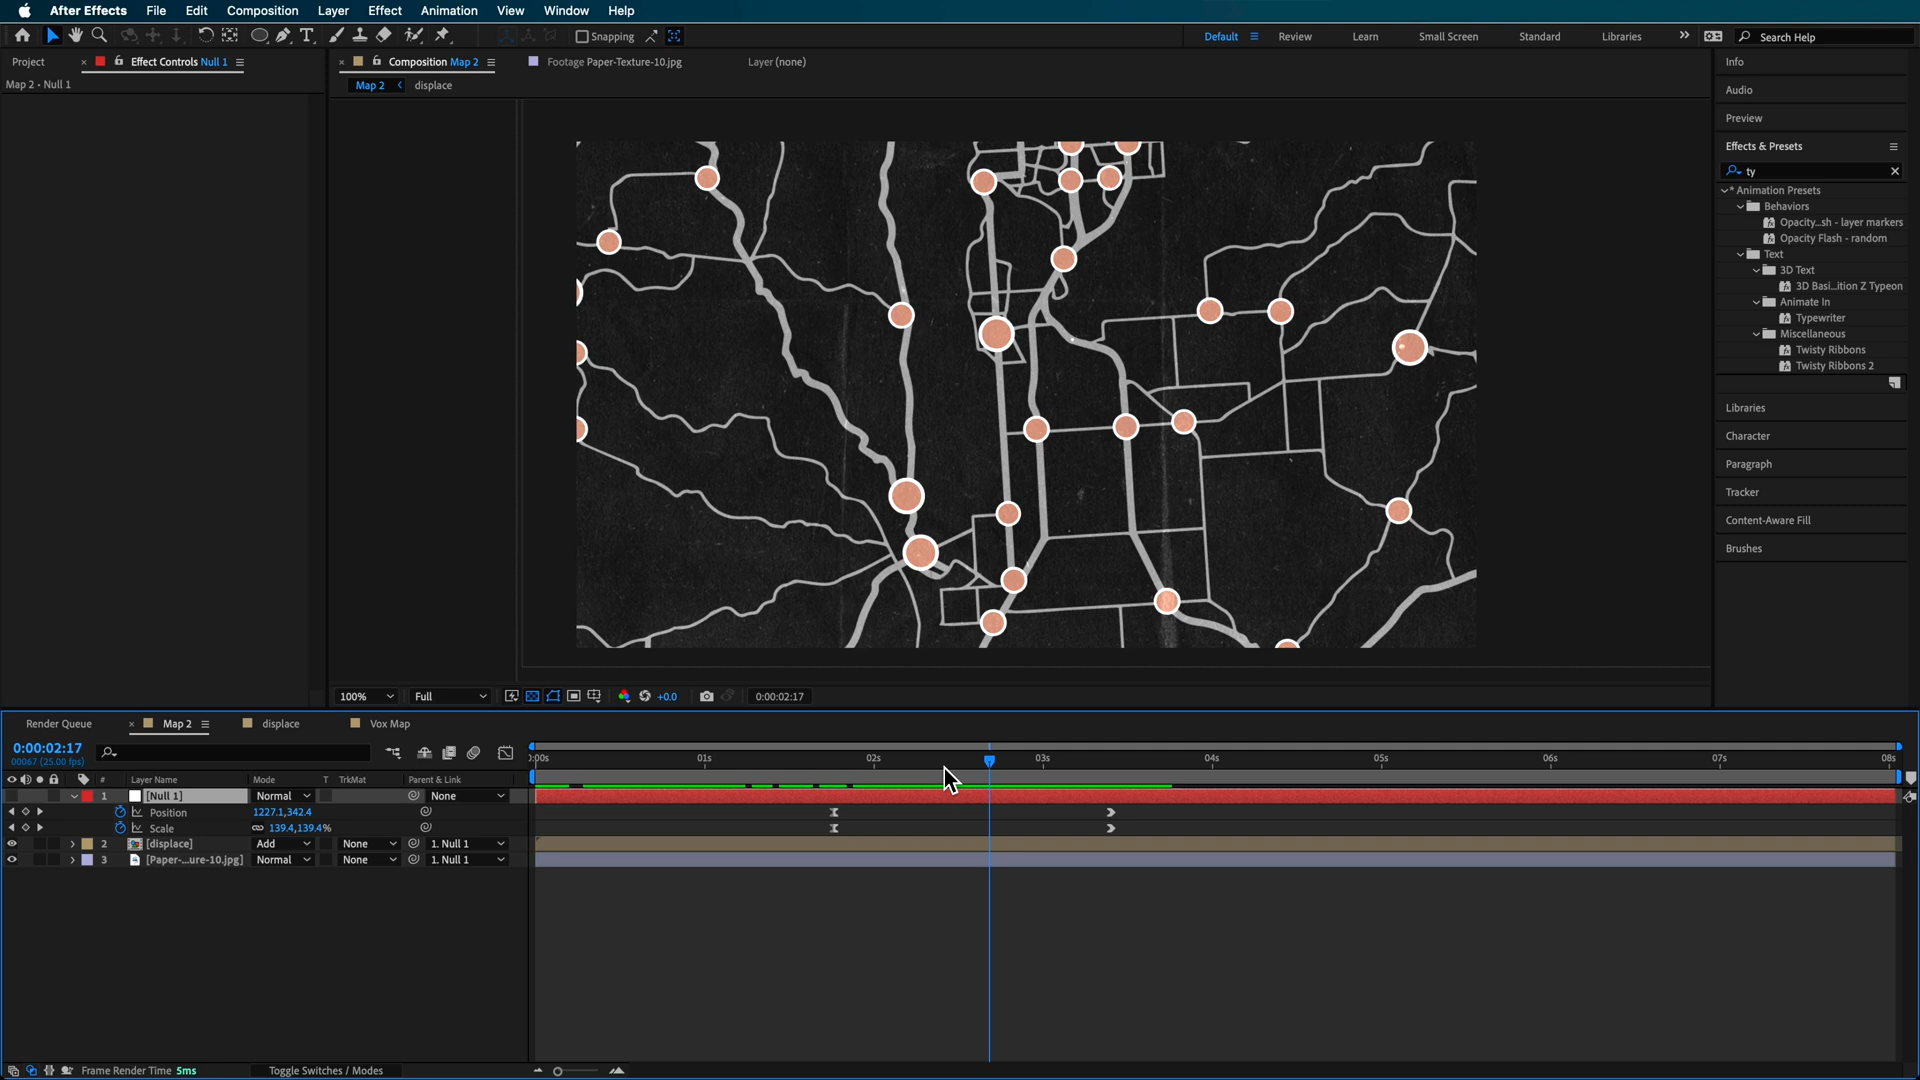 After Effects File Edit Composition Layer Effect Animation View Window Help
Snapping Default Review Learn Small Screen Standard Libraries Search Help
Project Effect Controls Null 1 Composition Map 2 Footage Paper-Texture-10.jpg Layer (none) Info
Map 2 • Null 1 Map 2 displace
Audio
Preview
Effects & Presets
ty
* Animation Presets
Behaviors
Opacity...sh - layer markers
Opacity Flash - random
Text
3D Text
3D Basi...ition Z Typeon
Animate In
Typewriter
Miscellaneous
Twisty Ribbons
Twisty Ribbons 2
Libraries
Character
Paragraph
Tracker
Content-Aware Fill
Brushes
100% Full +0.0 0:00:02:17
Render Queue Map 2 displace Vox Map
0:00:02:17
00067 (25.00 fps)
:00s 01s 02s 03s 04s 05s 06s 07s 08s
# Layer Name Mode T TrkMat Parent & Link
1 [Null 1] Normal None
Position 1227.1,342.4
Scale 139.4,139.4%
2 [displace] Add None 1. Null 1
3 [Paper-...ure-10.jpg] Normal None 1. Null 1
Frame Render Time 5ms Toggle Switches / Modes